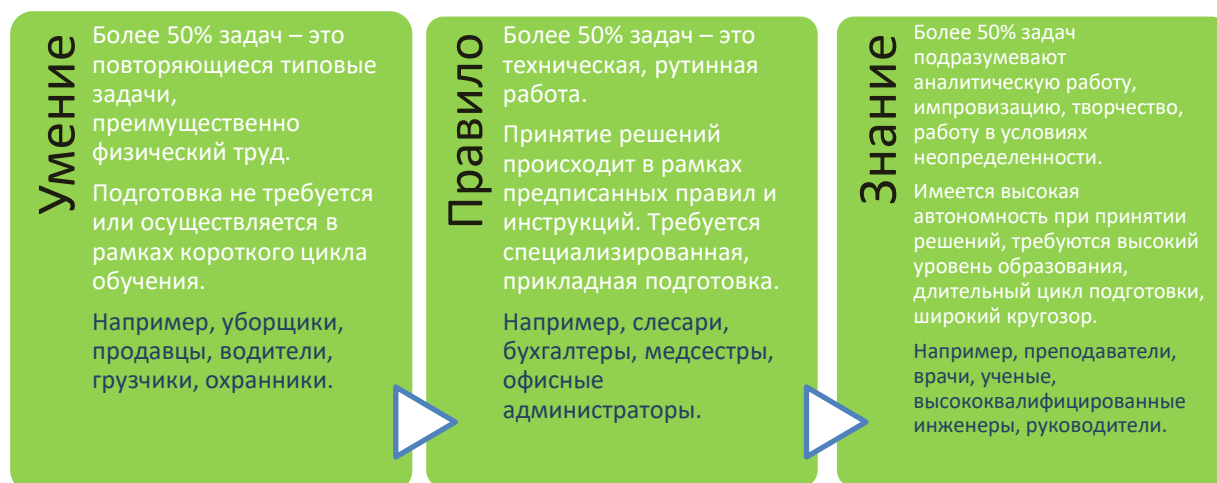 Умение
Более 50% задач – это
повторяющиеся типовые
задачи,
преимущественно
физический труд.
Подготовка не требуется
или осуществляется в
рамках короткого цикла
обучения.
Например, уборщики,
продавцы, водители,
грузчики, охранники.
Правило
Более 50% задач – это
техническая, рутинная
работа.
Принятие решений
происходит в рамках
предписанных правил и
инструкций. Требуется
специализированная,
прикладная подготовка.
Например, слесари,
бухгалтеры, медсестры,
офисные
администраторы.
Знание
Более 50% задач
подразумевают
аналитическую работу,
импровизацию, творчество,
работу в условиях
неопределенности.
Имеется высокая
автономность при принятии
решений, требуются высокий
уровень образования,
длительный цикл подготовки,
широкий кругозор.
Например, преподаватели,
врачи, ученые,
высококвалифицированные
инженеры, руководители.